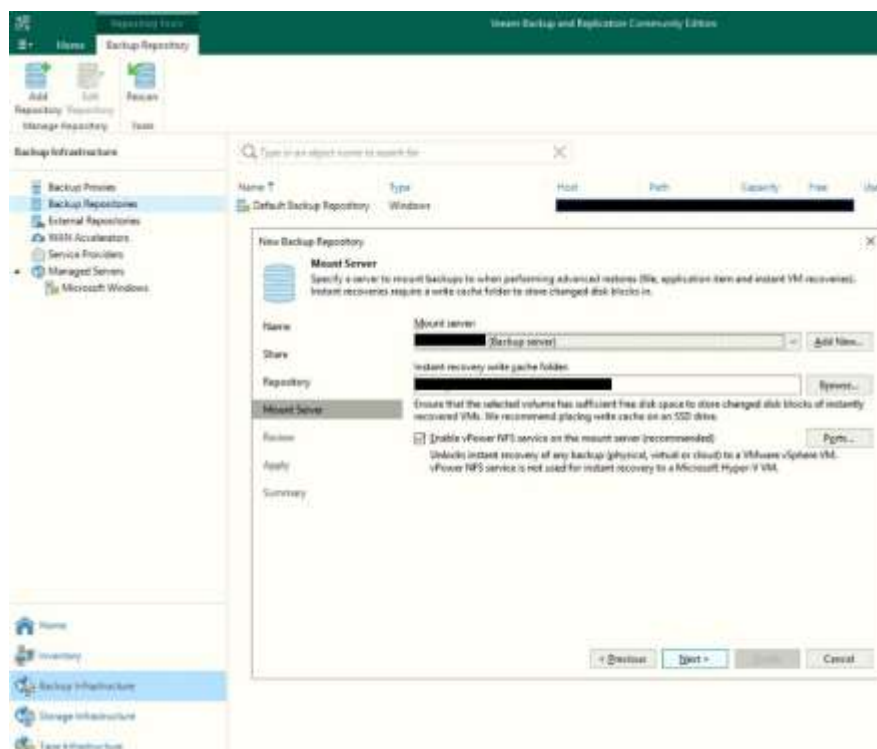 Repository Tools
Veeam Backup and Replication Community Edition
Home
Backup Repository
Add Repository
Edit Repository
Rescan
Manage Repository
Tools
Backup Infrastructure
Type in an object name to search for
Backup Proxies
Backup Repositories
External Repositories
WAN Accelerators
Service Providers
Managed Servers
Microsoft Windows
Name
Type
Host
Path
Capacity
Free
Default Backup Repository
Windows
New Backup Repository
Mount Server
Specify a server to mount backups to when performing advanced restores (file, application item and instant VM recoveries).
Instant recoveries require a write cache folder to store changed disk blocks in.
Name
Share
Repository
Mount Server
Review
Apply
Summary
Mount server:
(Backup server)
Add New...
Instant recovery write cache folder:
Browse...
Ensure that the selected volume has sufficient free disk space to store changed disk blocks of instantly
recovered VMs. We recommend placing write cache on an SSD drive.
Enable vPower NFS service on the mount server (recommended)
Ports...
Unlocks instant recovery of any backup (physical, virtual or cloud) to a VMware vSphere VM.
vPower NFS service is not used for instant recovery to a Microsoft Hyper-V VM.
< Previous
Next >
Cancel
Home
Inventory
Backup Infrastructure
Storage Infrastructure
Tape Infrastructure